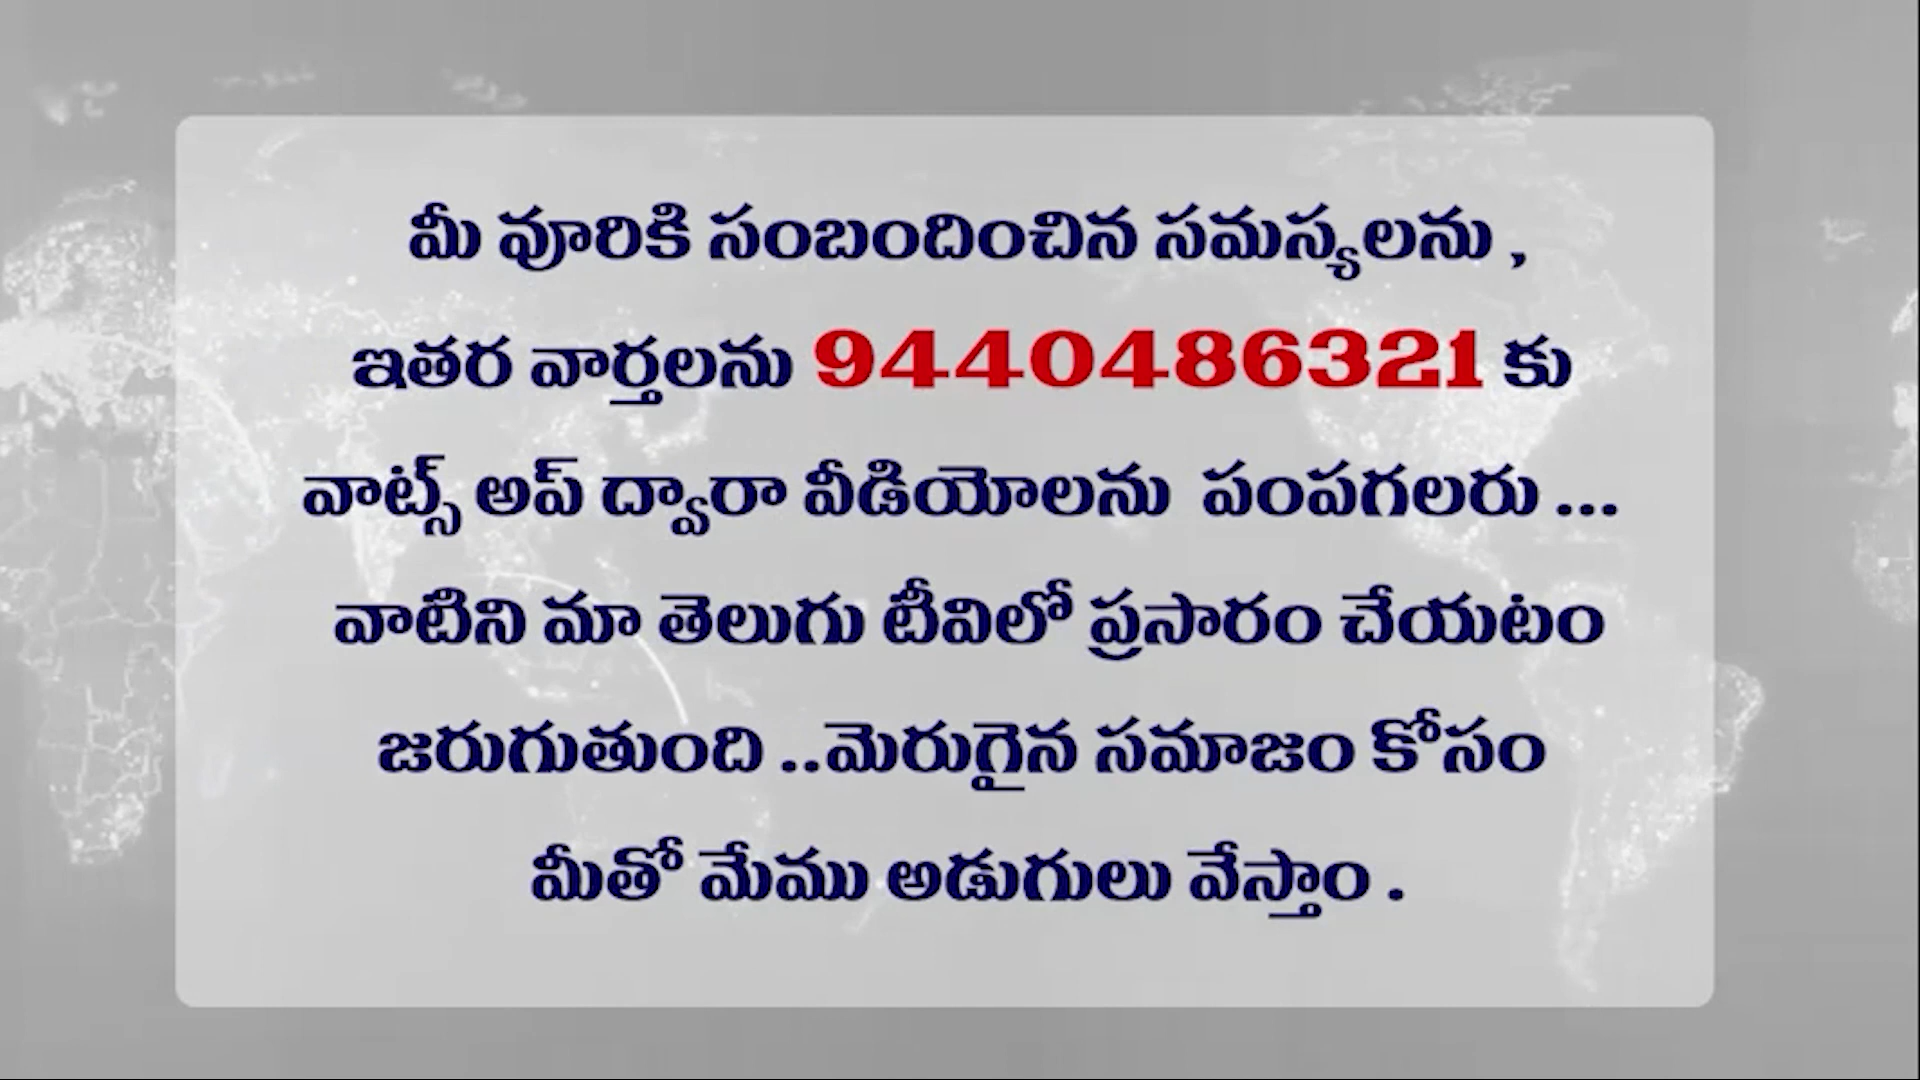 మీ వూరికి సంబందించిన సమస్యలను ,
ఇతర వార్తలను 9440486321 కు
వాట్స్ అప్ ద్వారా వీడియోలను పంపగలరు ...
వాటిని మా తెలుగు టీవిలో ప్రసారం చేయటం
జరుగుతుంది ..మెరుగైన సమాజం కోసం
మీతో మేము అడుగులు వేస్తాం .